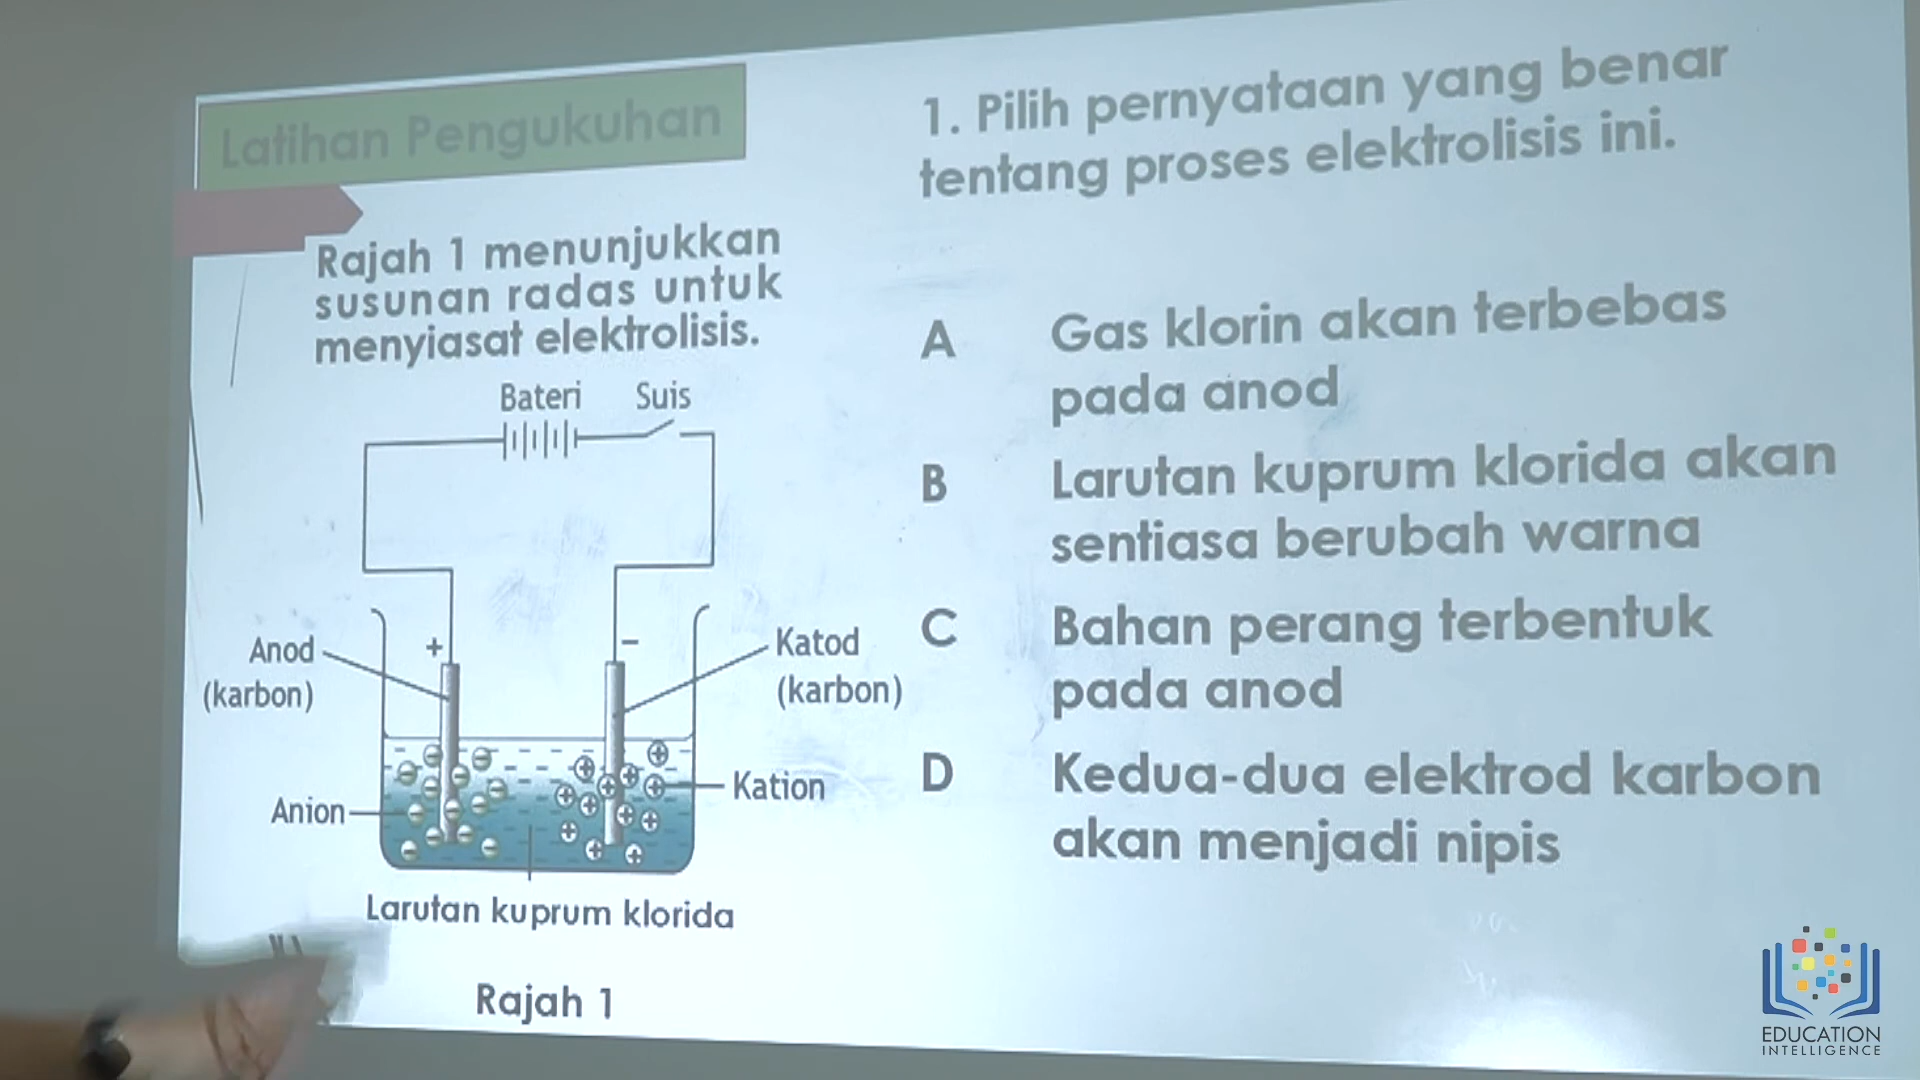 Latihan Pengukuhan
Rajah 1 menunjukkan
susunan radas untuk
menyiasat elektrolisis.
Bateri
Suis
Anod
(karbon)
+
-
Katod
(karbon)
Anion
Kation
Larutan kuprum klorida
Rajah 1
1. Pilih pernyataan yang benar
tentang proses elektrolisis ini.
A Gas klorin akan terbebas
pada anod
B Larutan kuprum klorida akan
sentiasa berubah warna
C Bahan perang terbentuk
pada anod
D Kedua-dua elektrod karbon
akan menjadi nipis
EDUCATION
INTELLIGENCE